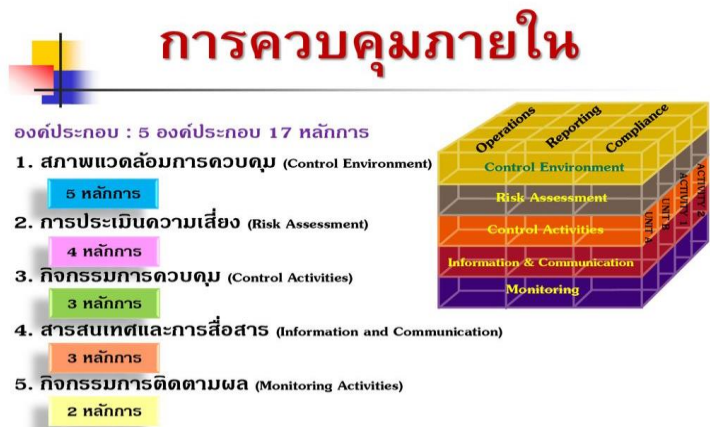 การควบคุมภายใน
องค์ประกอบ : 5 องค์ประกอบ 17 หลักการ
1. สภาพแวดล้อมการควบคุม (Control Environment)
5 หลักการ
2. การประเมินความเสี่ยง (Risk Assessment)
4 หลักการ
3. กิจกรรมการควบคุม (Control Activities)
3 หลักการ
4. สารสนเทศและการสื่อสาร (Information and Communication)
3 หลักการ
5. กิจกรรมการติดตามผล (Monitoring Activities)
2 หลักการ
Operations
Reporting
Compliance
Control Environment
Risk Assessment
Control Activities
Information & Communication
Monitoring
UNIT A
UNIT B
ACTIVITY 1
ACTIVITY 2